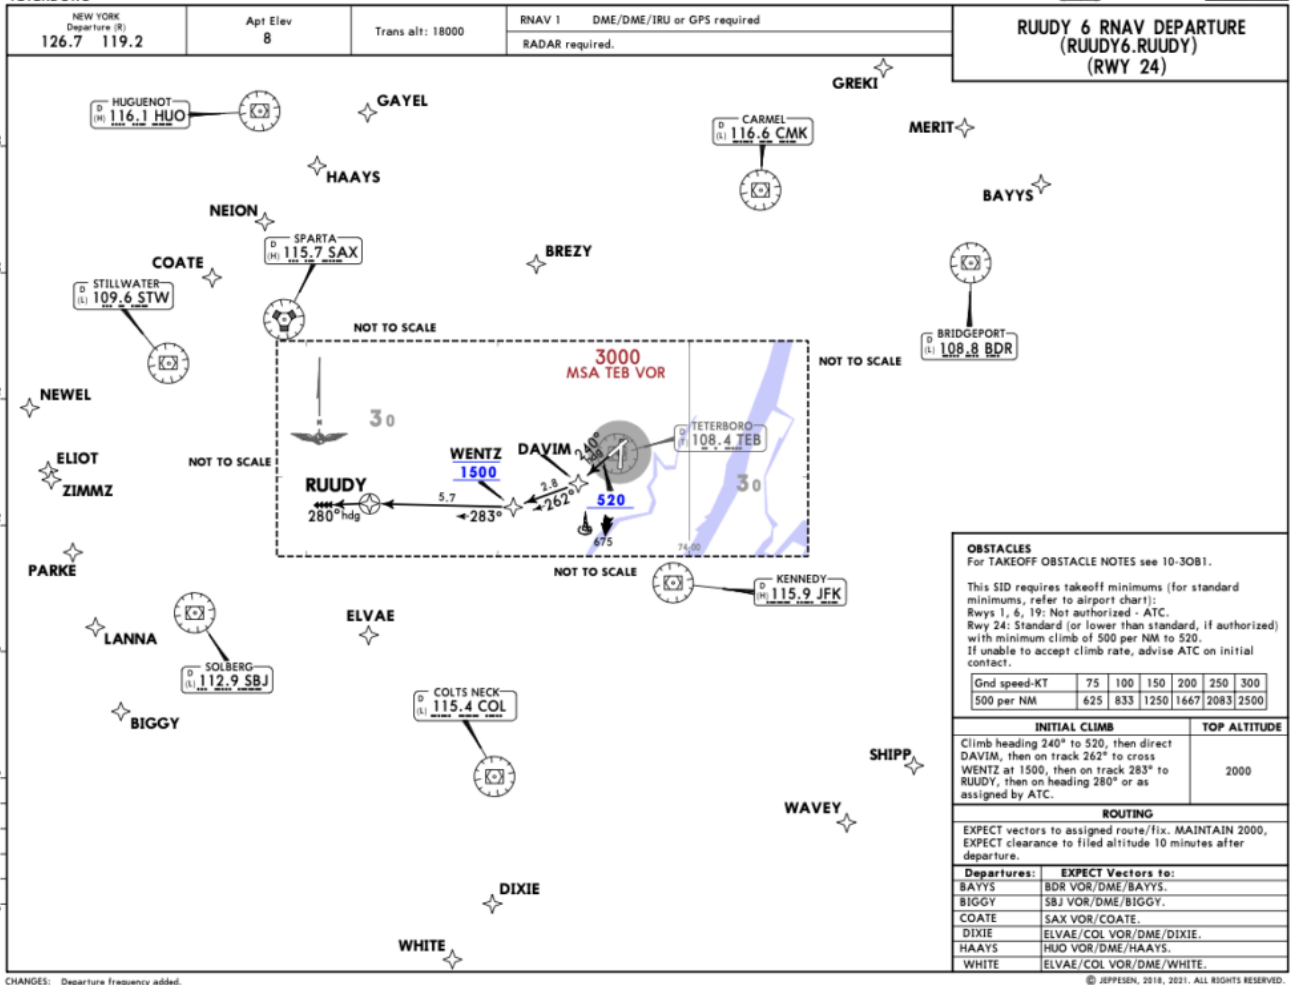 NEW YORK
Departure (R)
126.7 119.2
Apt Elev
8
Trans alt: 18000
RNAV 1 DME/DME/IRU or GPS required
RADAR required.
RUUDY 6 RNAV DEPARTURE
(RUUDY6.RUUDY)
(RWY 24)
GREKI
HUGUENOT
D
(H) 116.1 HUO
GAYEL
CARMEL
D
(L) 116.6 CMK
MERIT
HAAYS
BAYYS
NEION
SPARTA
D
(H) 115.7 SAX
BREZY
COATE
STILLWATER
D
(L) 109.6 STW
NOT TO SCALE
BRIDGEPORT
D
(L) 108.8 BDR
3000
MSA TEB VOR
NOT TO SCALE
NEWEL
N
30
TETERBORO
D
(T) 108.4 TEB
240°
hdg
DAVIM
WENTZ
1500
ELIOT
NOT TO SCALE
ZIMMZ
RUUDY
5.7
2.8
262°
283°
280° hdg
520
30
675
74-00
PARKE
NOT TO SCALE
KENNEDY
D
(H) 115.9 JFK
ELVAE
LANNA
SOLBERG
D
(L) 112.9 SBJ
COLTS NECK
D
(L) 115.4 COL
BIGGY
SHIPP
WAVEY
DIXIE
WHITE
OBSTACLES
For TAKEOFF OBSTACLE NOTES see 10-3OB1.
This SID requires takeoff minimums (for standard
minimums, refer to airport chart):
Rwys 1, 6, 19: Not authorized - ATC.
Rwy 24: Standard (or lower than standard, if authorized)
with minimum climb of 500 per NM to 520.
If unable to accept climb rate, advise ATC on initial
contact.
Gnd speed-KT 75 100 150 200 250 300
500 per NM 625 833 1250 1667 2083 2500
INITIAL CLIMB TOP ALTITUDE
Climb heading 240° to 520, then direct
DAVIM, then on track 262° to cross
WENTZ at 1500, then on track 283° to
RUUDY, then on heading 280° or as
assigned by ATC.
2000
ROUTING
EXPECT vectors to assigned route/fix. MAINTAIN 2000,
EXPECT clearance to filed altitude 10 minutes after
departure.
Departures: EXPECT Vectors to:
BAYYS BDR VOR/DME/BAYYS.
BIGGY SBJ VOR/DME/BIGGY.
COATE SAX VOR/COATE.
DIXIE ELVAE/COL VOR/DME/DIXIE.
HAAYS HUO VOR/DME/HAAYS.
WHITE ELVAE/COL VOR/DME/WHITE.
CHANGES: Departure frequency added.
© JEPPESEN, 2018, 2021. ALL RIGHTS RESERVED.